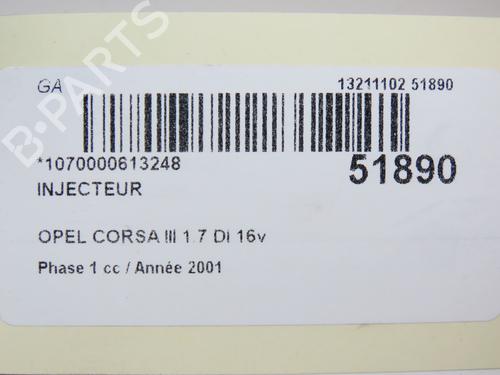 B-PARTS
GA 13211102 51890
*1070000613248 51890
INJECTEUR
OPEL CORSA III 1.7 DI 16v
Phase 1 cc / Année 2001